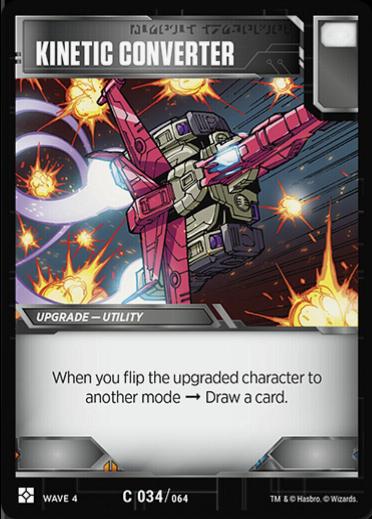 KINETIC CONVERTER
UPGRADE — UTILITY
When you flip the upgraded character to
another mode → Draw a card.
WAVE 4
C 034/064
TM & © Hasbro. © Wizards.